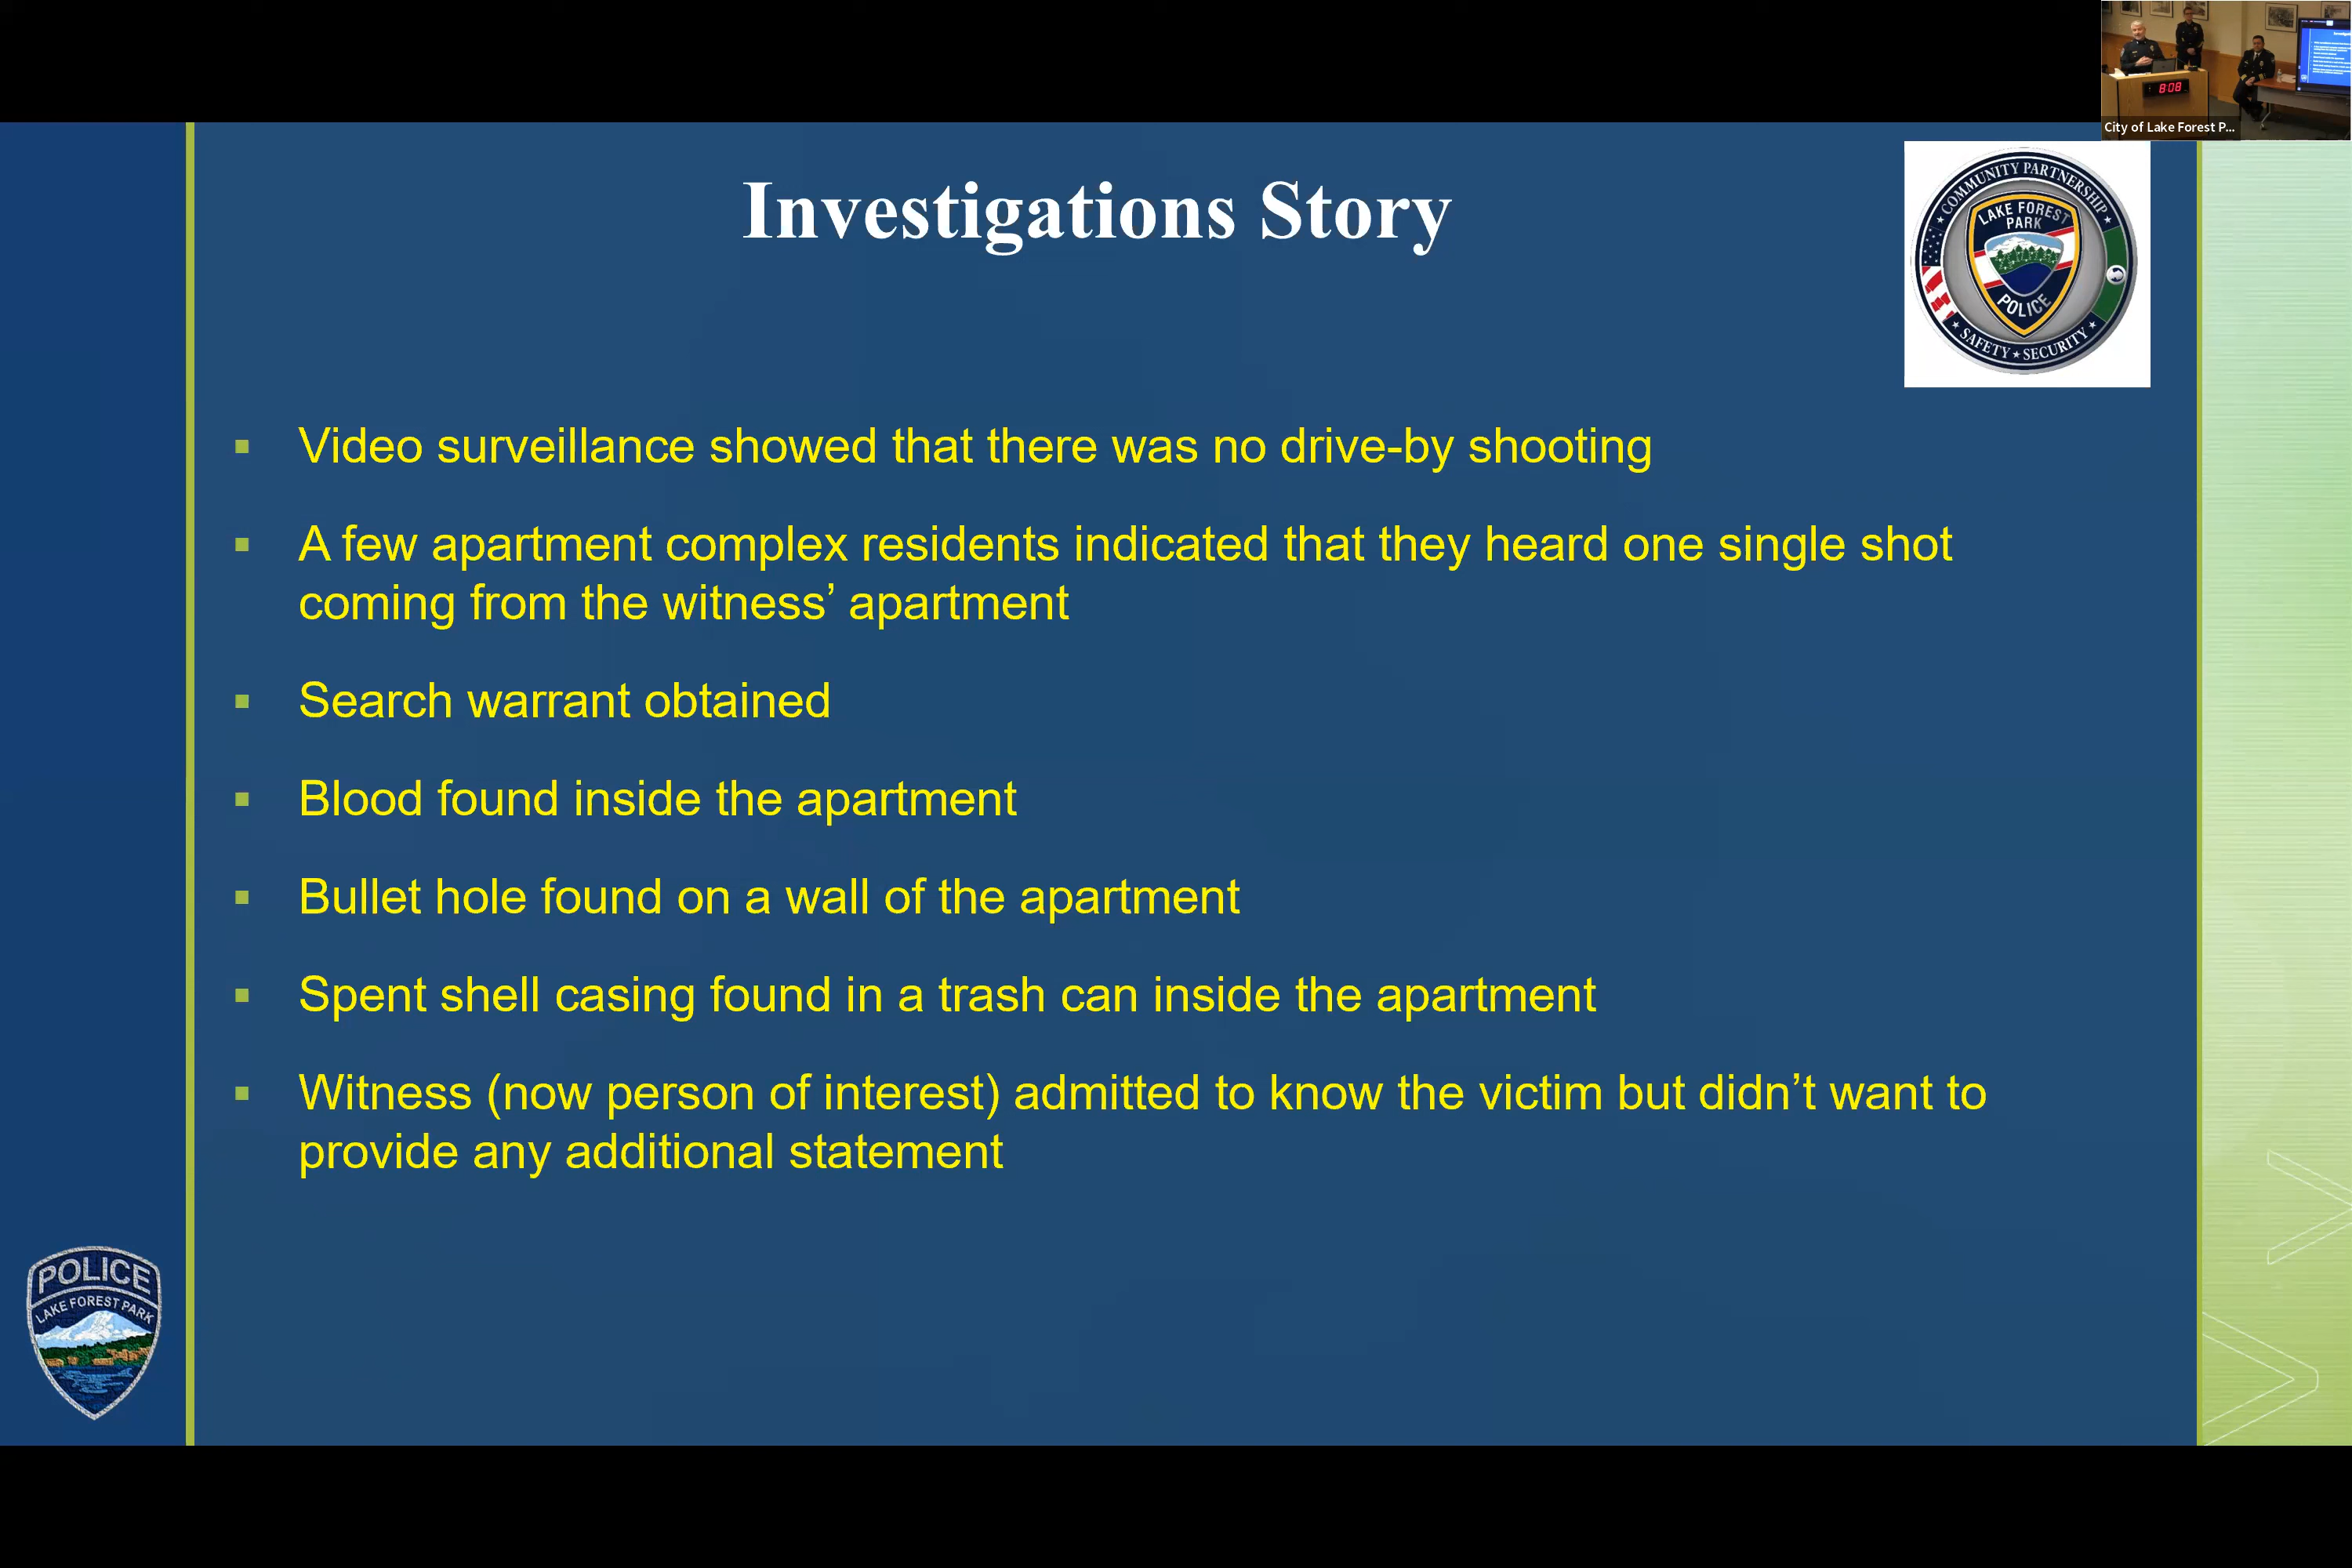 8:08
City of Lake Forest P...
Investigations Story
COMMUNITY PARTNERSHIP
LAKE FOREST
PARK
POLICE
SAFETY ★ SECURITY
Video surveillance showed that there was no drive-by shooting
A few apartment complex residents indicated that they heard one single shot
coming from the witness’ apartment
Search warrant obtained
Blood found inside the apartment
Bullet hole found on a wall of the apartment
Spent shell casing found in a trash can inside the apartment
Witness (now person of interest) admitted to know the victim but didn’t want to
provide any additional statement
POLICE
LAKE FOREST PARK